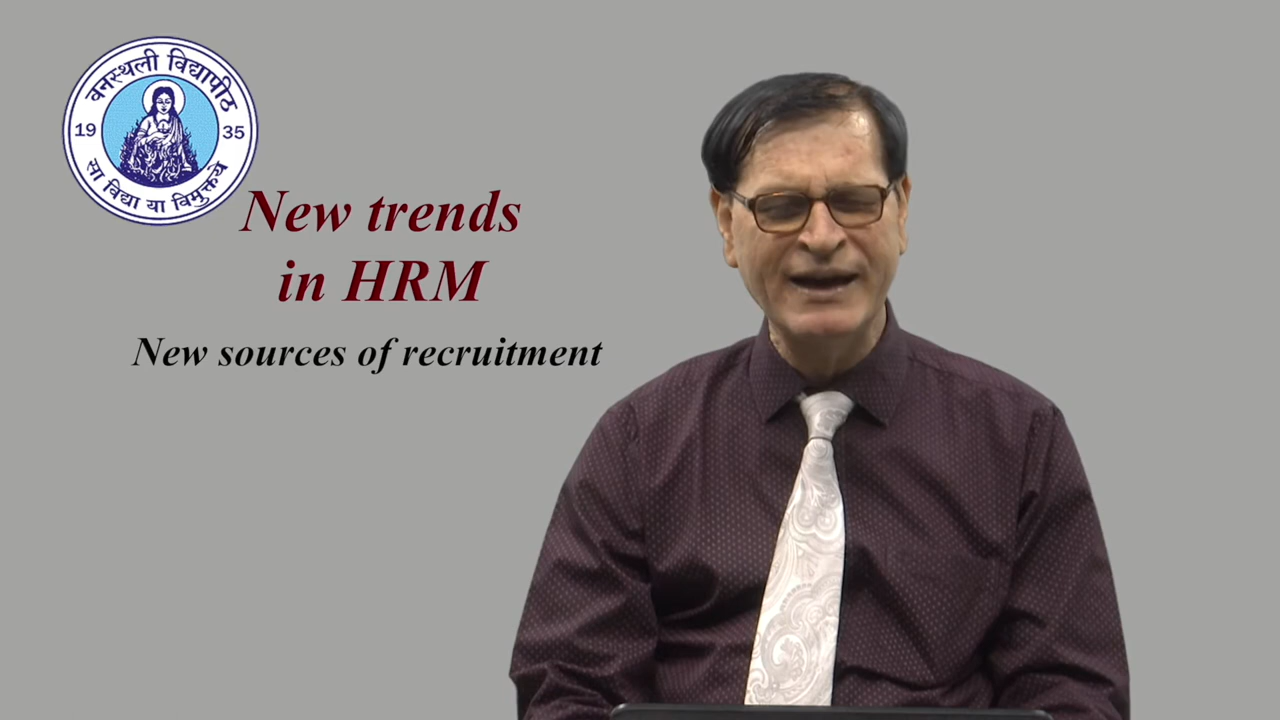 वनस्थली विद्यापीठ
19 35
सा विद्या या विमुक्तये
New trends
in HRM
New sources of recruitment